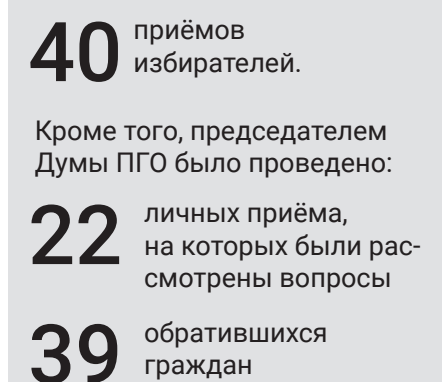 40 приёмов
избирателей.
Кроме того, председателем
Думы ПГО было проведено:
22 личных приёма,
на которых были рас-
смотрены вопросы
39 обратившихся
граждан